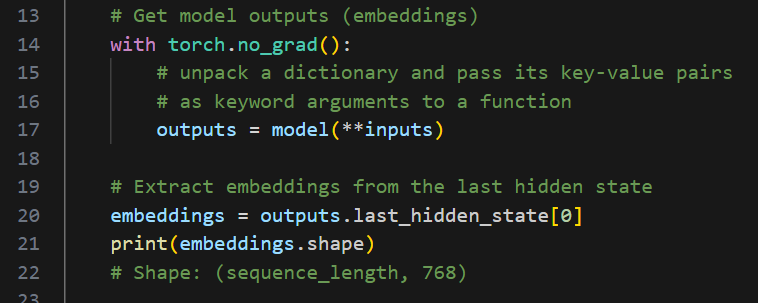 13 # Get model outputs (embeddings)
14 with torch.no_grad():
15 # unpack a dictionary and pass its key-value pairs
16 # as keyword arguments to a function
17 outputs = model(**inputs)
18
19 # Extract embeddings from the last hidden state
20 embeddings = outputs.last_hidden_state[0]
21 print(embeddings.shape)
22 # Shape: (sequence_length, 768)
23